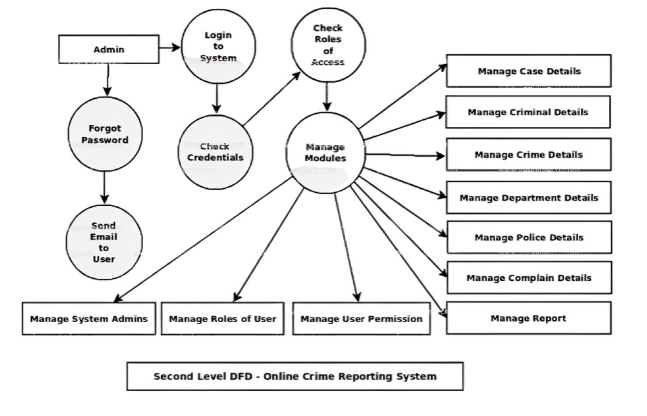 Admin
Login
to
System
Check
Roles
of
Access
Forgot
Password
Check
Credentials
Manage
Modules
Send
Email
to
User
Manage Case Details
Manage Criminal Details
Manage Crime Details
Manage Department Details
Manage Police Details
Manage Complain Details
Manage Report
Manage System Admins
Manage Roles of User
Manage User Permission
Second Level DFD - Online Crime Reporting System